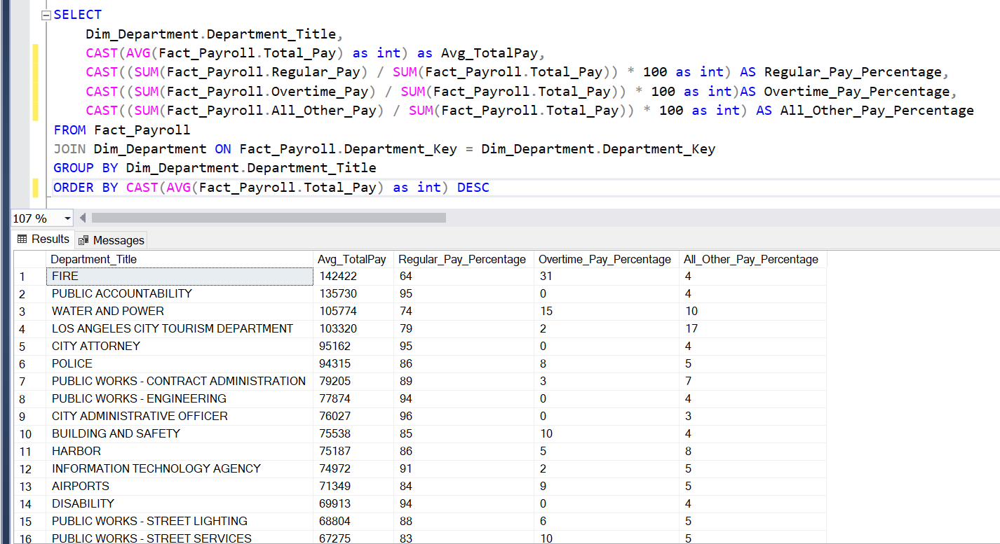 SELECT
Dim_Department.Department_Title,
CAST(AVG(Fact_Payroll.Total_Pay) as int) as Avg_TotalPay,
CAST((SUM(Fact_Payroll.Regular_Pay) / SUM(Fact_Payroll.Total_Pay)) * 100 as int) AS Regular_Pay_Percentage,
CAST((SUM(Fact_Payroll.Overtime_Pay) / SUM(Fact_Payroll.Total_Pay)) * 100 as int)AS Overtime_Pay_Percentage,
CAST((SUM(Fact_Payroll.All_Other_Pay) / SUM(Fact_Payroll.Total_Pay)) * 100 as int) AS All_Other_Pay_Percentage
FROM Fact_Payroll
JOIN Dim_Department ON Fact_Payroll.Department_Key = Dim_Department.Department_Key
GROUP BY Dim_Department.Department_Title
ORDER BY CAST(AVG(Fact_Payroll.Total_Pay) as int) DESC
107 %
Results Messages
Department_Title Avg_TotalPay Regular_Pay_Percentage Overtime_Pay_Percentage All_Other_Pay_Percentage
1 FIRE 142422 64 31 4
2 PUBLIC ACCOUNTABILITY 135730 95 0 4
3 WATER AND POWER 105774 74 15 10
4 LOS ANGELES CITY TOURISM DEPARTMENT 103320 79 2 17
5 CITY ATTORNEY 95162 95 0 4
6 POLICE 94315 86 8 5
7 PUBLIC WORKS - CONTRACT ADMINISTRATION 79205 89 3 7
8 PUBLIC WORKS - ENGINEERING 77874 94 0 4
9 CITY ADMINISTRATIVE OFFICER 76027 96 0 3
10 BUILDING AND SAFETY 75538 85 10 4
11 HARBOR 75187 86 5 8
12 INFORMATION TECHNOLOGY AGENCY 74972 91 2 5
13 AIRPORTS 71349 84 9 5
14 DISABILITY 69913 94 0 4
15 PUBLIC WORKS - STREET LIGHTING 68804 88 6 5
16 PUBLIC WORKS - STREET SERVICES 67275 83 10 5